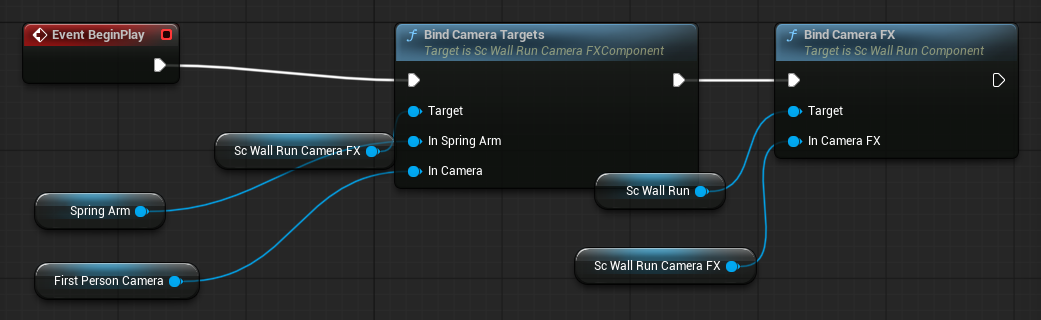 Event BeginPlay
Bind Camera Targets
Target is Sc Wall Run Camera FXComponent
Target
In Spring Arm
In Camera
Sc Wall Run Camera FX
Spring Arm
First Person Camera
Bind Camera FX
Target is Sc Wall Run Component
Target
In Camera FX
Sc Wall Run
Sc Wall Run Camera FX